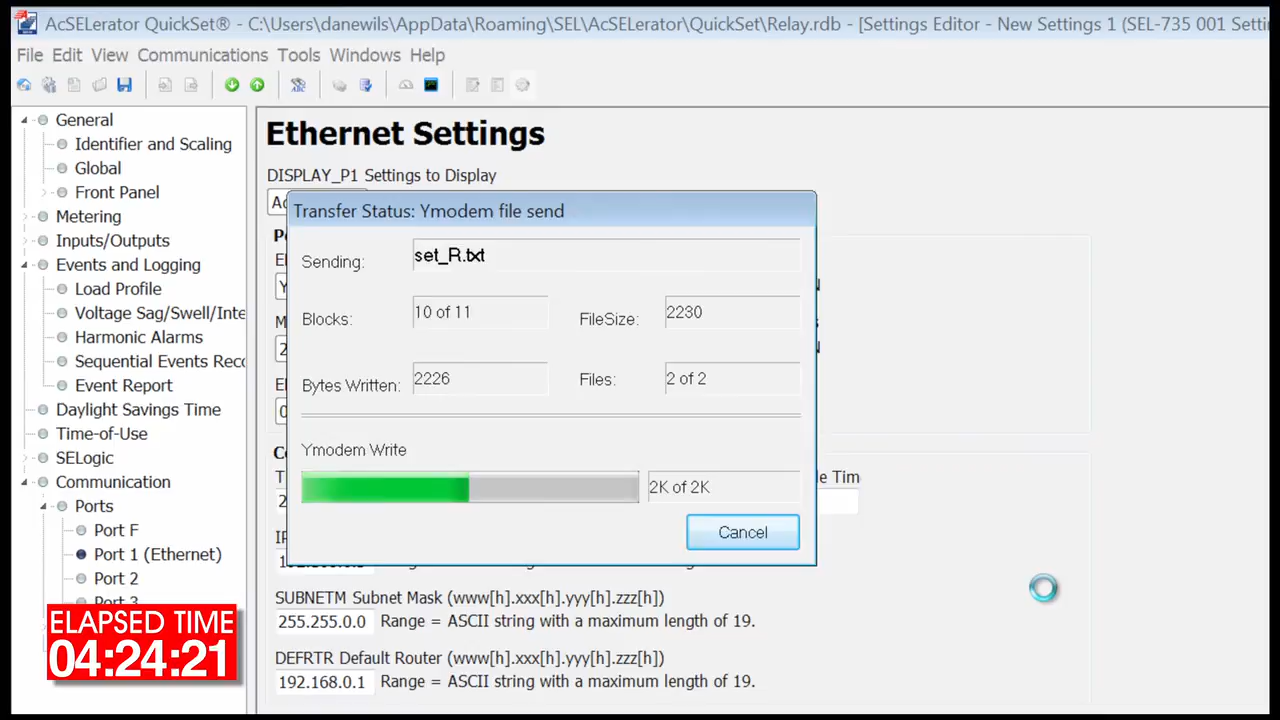 AcSELerator QuickSet® - C:\Users\danewils\AppData\Roaming\SEL\AcSELerator\QuickSet\Relay.rdb - [Settings Editor - New Settings 1 (SEL-735 001 Setti
File Edit View Communications Tools Windows Help
General
Identifier and Scaling
Global
Front Panel
Metering
Inputs/Outputs
Events and Logging
Load Profile
Voltage Sag/Swell/Inte
Harmonic Alarms
Sequential Events Reco
Event Report
Daylight Savings Time
Time-of-Use
SELogic
Communication
Ports
Port F
Port 1 (Ethernet)
Port 2
Port 3
ELAPSED TIME
04:24:21
Ethernet Settings
DISPLAY_P1 Settings to Display
Transfer Status: Ymodem file send
Sending: set_R.txt
Blocks: 10 of 11 FileSize: 2230
Bytes Written: 2226 Files: 2 of 2
Ymodem Write
2K of 2K
Cancel
le Tim
SUBNETM Subnet Mask (www[h].xxx[h].yyy[h].zzz[h])
255.255.0.0 Range = ASCII string with a maximum length of 19.
DEFRTR Default Router (www[h].xxx[h].yyy[h].zzz[h])
192.168.0.1 Range = ASCII string with a maximum length of 19.